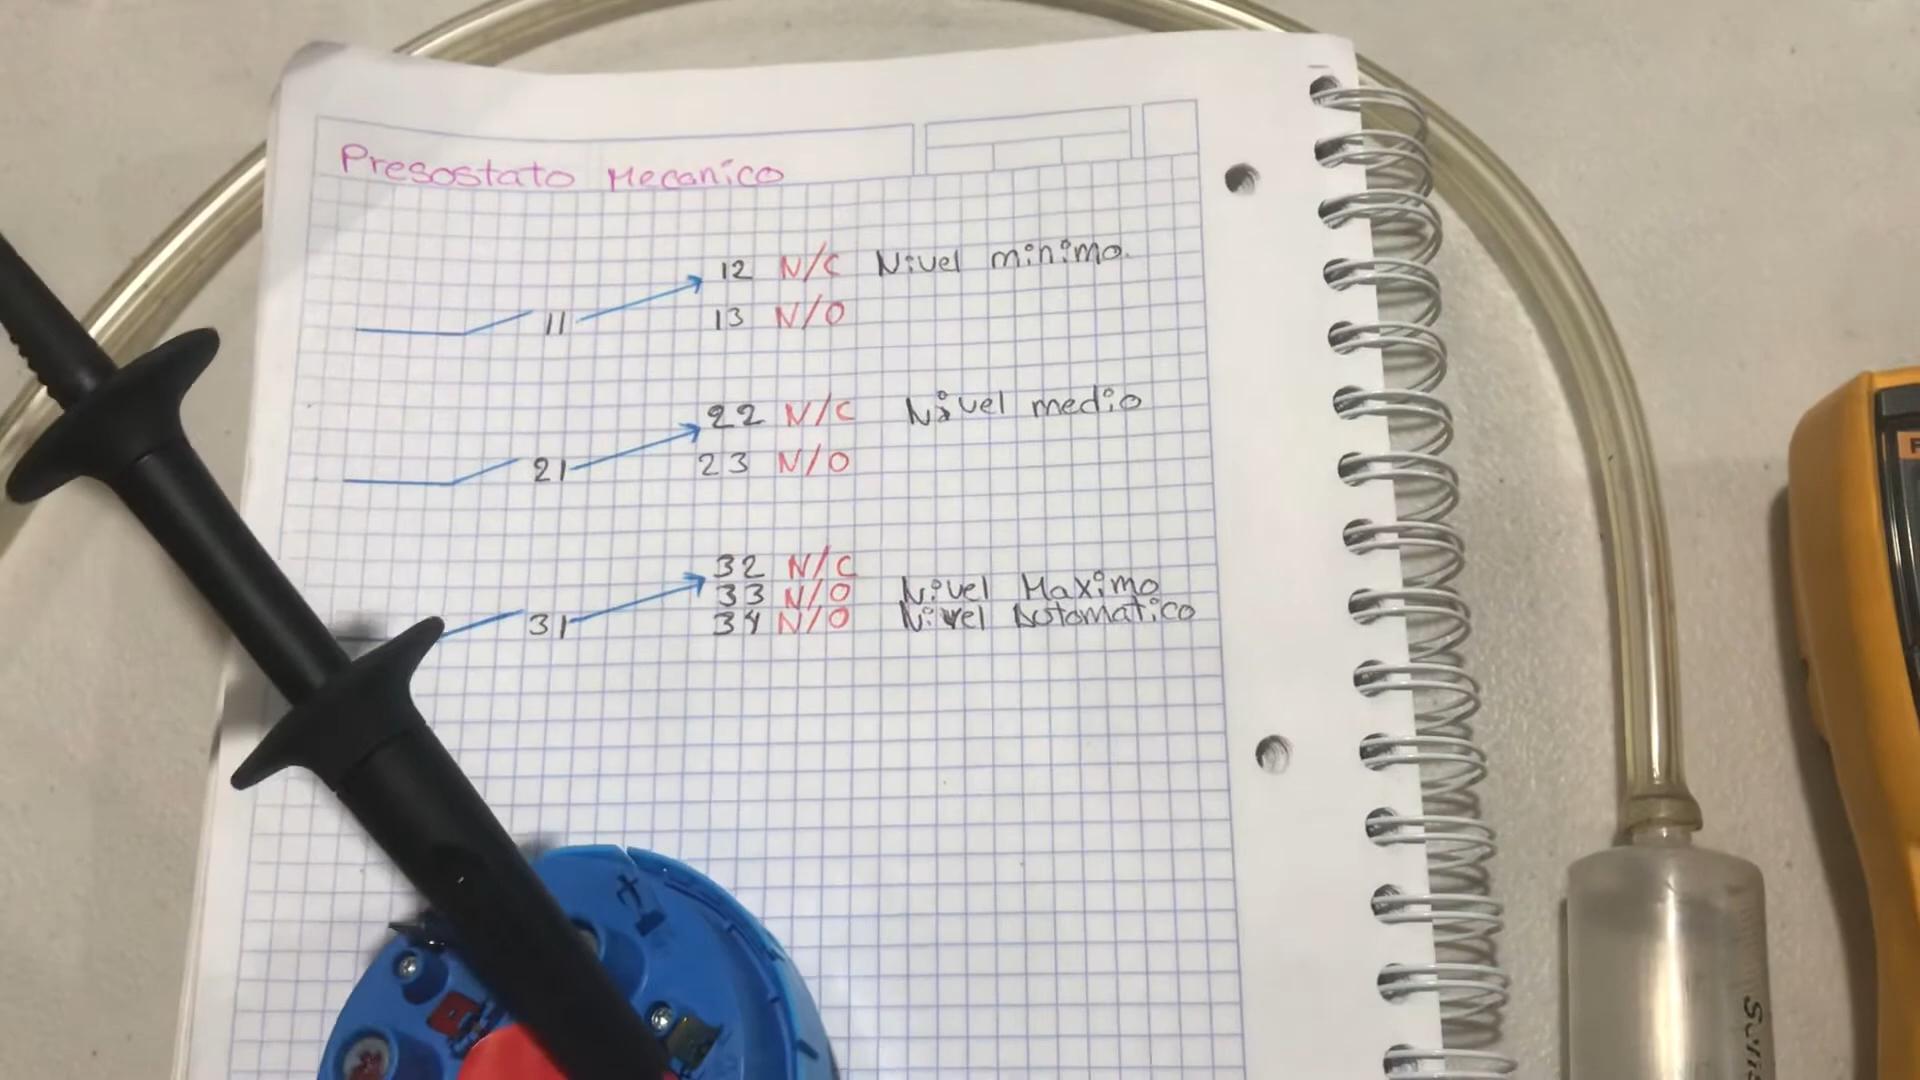 Presostato Mecanico
12 N/C Nivel minimo.
11
13 N/O
22 N/C Nivel medio
21
23 N/O
32 N/C
33 N/O Nivel Maximo
31
34 N/O Nivel Automatico